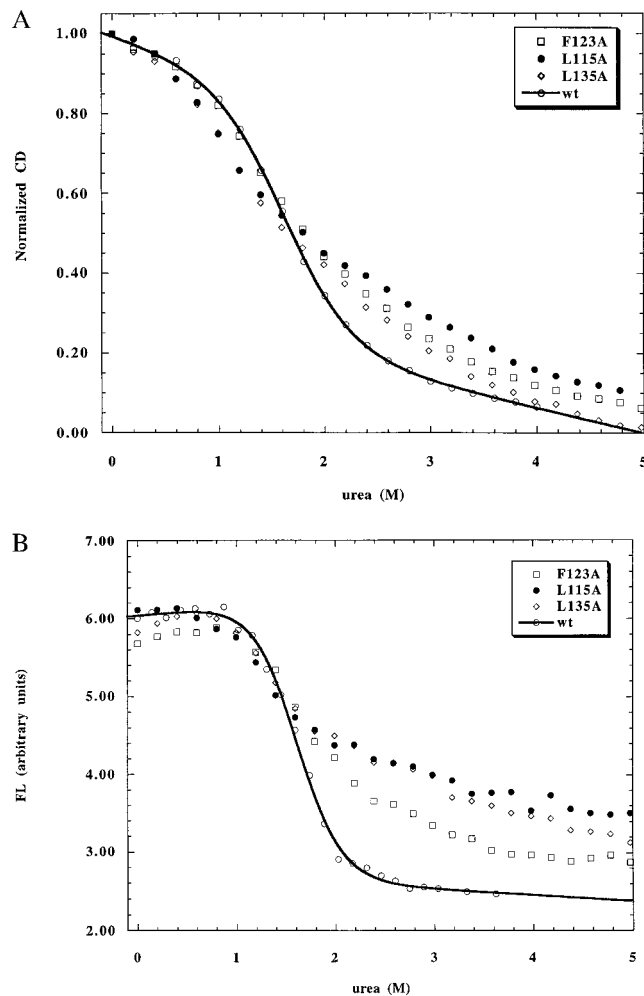 A
1.00
0.80
0.60
0.40
0.20
0.00
Normalized CD
F123A
L115A
L135A
wt
0 1 2 3 4 5
urea (M)
B
7.00
6.00
5.00
4.00
3.00
2.00
FL (arbitrary units)
F123A
L115A
L135A
wt
0 1 2 3 4 5
urea (M)